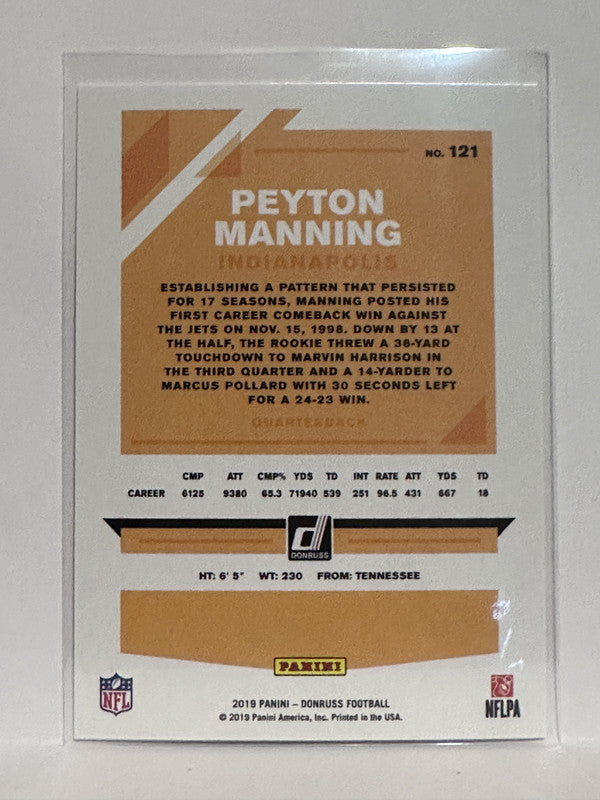 NO. 121
PEYTON
MANNING
INDIANAPOLIS
ESTABLISHING A PATTERN THAT PERSISTED
FOR 17 SEASONS, MANNING POSTED HIS
FIRST CAREER COMEBACK WIN AGAINST
THE JETS ON NOV. 15, 1998. DOWN BY 13 AT
THE HALF, THE ROOKIE THREW A 38-YARD
TOUCHDOWN TO MARVIN HARRISON IN
THE THIRD QUARTER AND A 14-YARDER TO
MARCUS POLLARD WITH 30 SECONDS LEFT
FOR A 24-23 WIN.
QUARTERBACK
CMP ATT CMP% YDS TD INT RATE ATT YDS TD
CAREER 6125 9380 65.3 71940 539 251 96.5 431 667 18
DONRUSS
HT: 6' 5" WT: 230 FROM: TENNESSEE
PANINI
NFL
2019 PANINI – DONRUSS FOOTBALL
© 2019 Panini America, Inc. Printed in the USA.
NFLPA